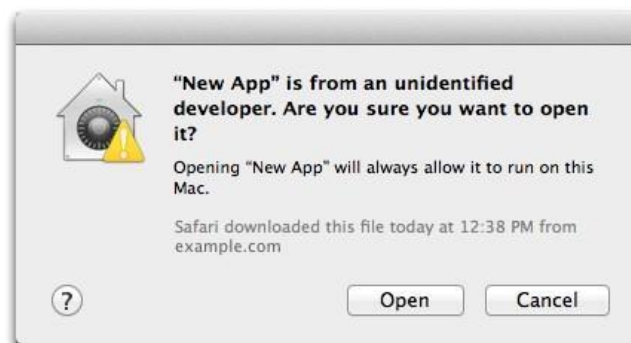 “New App” is from an unidentified
developer. Are you sure you want to open
it?
Opening “New App” will always allow it to run on this
Mac.
Safari downloaded this file today at 12:38 PM from
example.com
? Open Cancel